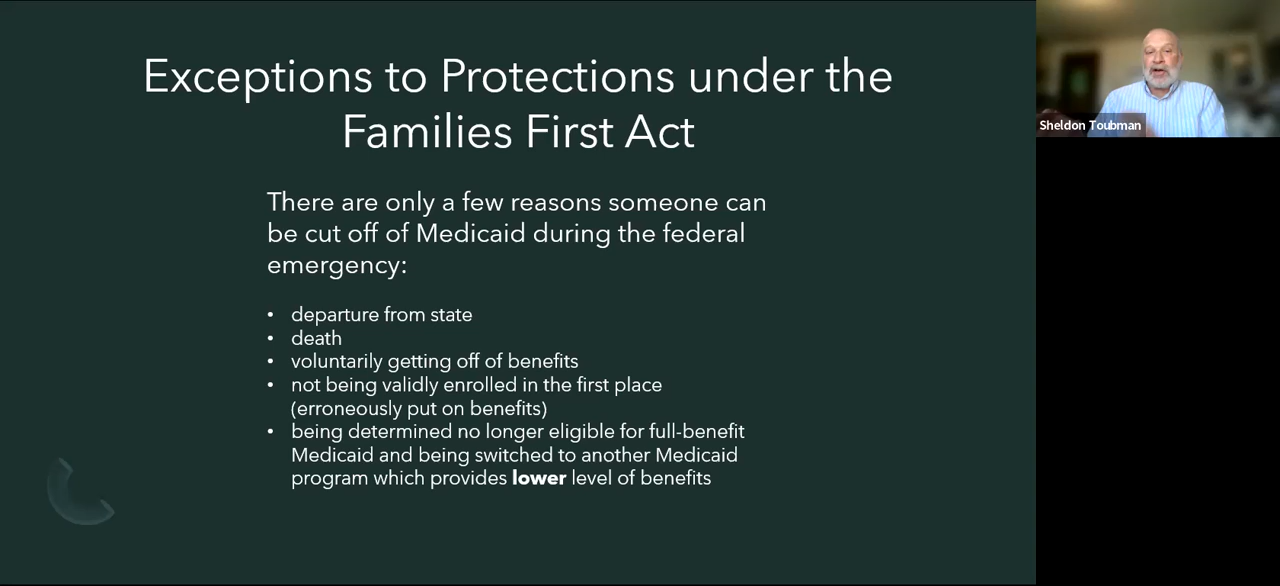 Exceptions to Protections under the
Families First Act
There are only a few reasons someone can
be cut off of Medicaid during the federal
emergency:
• departure from state
• death
• voluntarily getting off of benefits
• not being validly enrolled in the first place
(erroneously put on benefits)
• being determined no longer eligible for full-benefit
Medicaid and being switched to another Medicaid
program which provides lower level of benefits
Sheldon Toubman